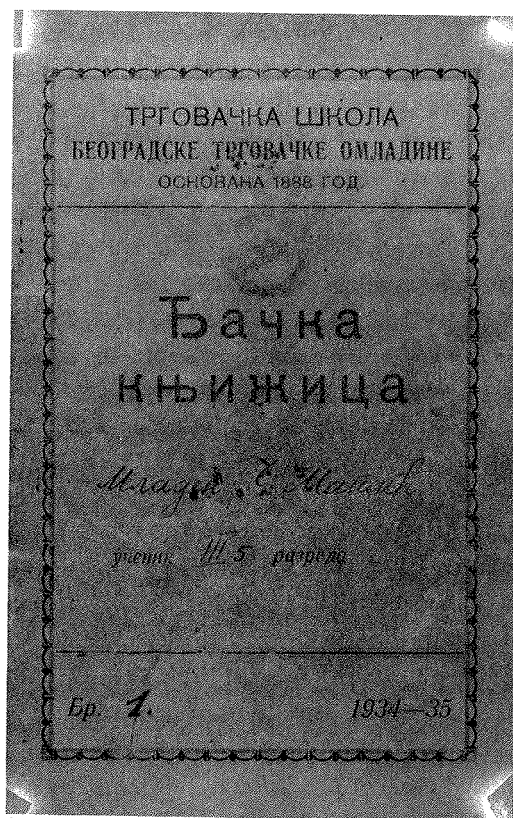 ТРГОВАЧКА ШКОЛА
БЕОГРАДСКЕ ТРГОВАЧКЕ ОМЛАДИНЕ
ОСНОВАНА 1888 ГОД.
Ђачка
књижица
ученик III 5 разреда
Бр. 1. 1934—35